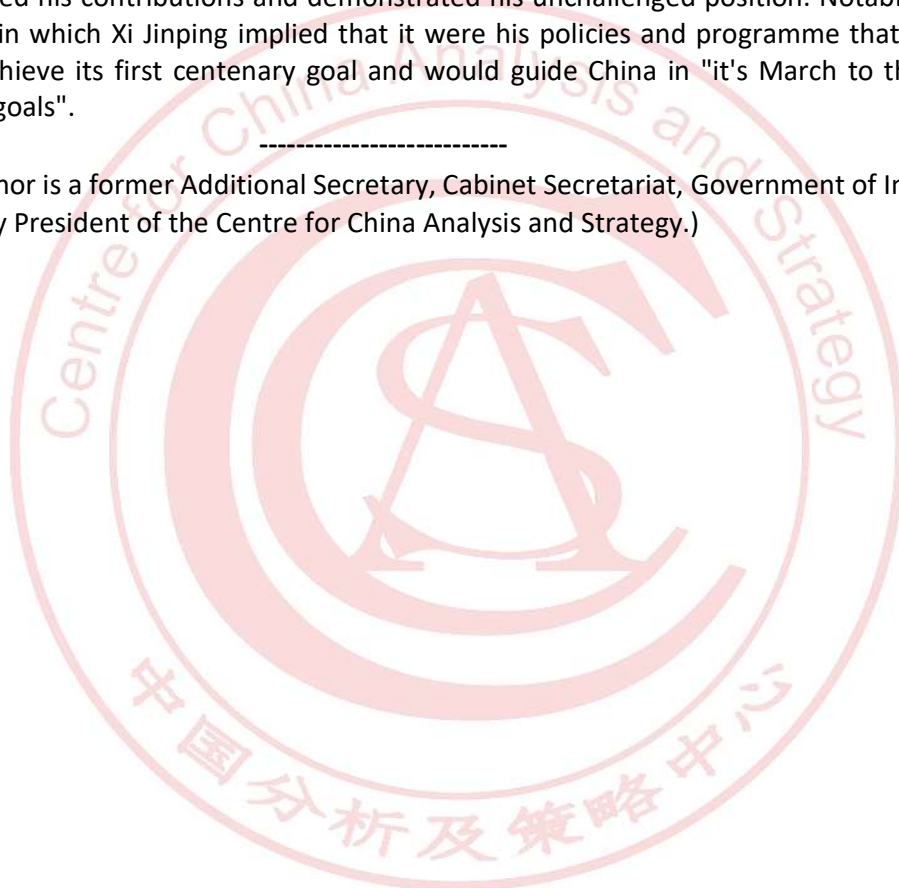 ed his contributions and demonstrated his unchallenged position. Notabl
in which Xi Jinping implied that it were his policies and programme that
hieve its first centenary goal and would guide China in "it's March to th
goals".
---------------------------
hor is a former Additional Secretary, Cabinet Secretariat, Government of In
y President of the Centre for China Analysis and Strategy.)
Centre for China Analysis and Strategy
CCAS
中国分析及策略中心